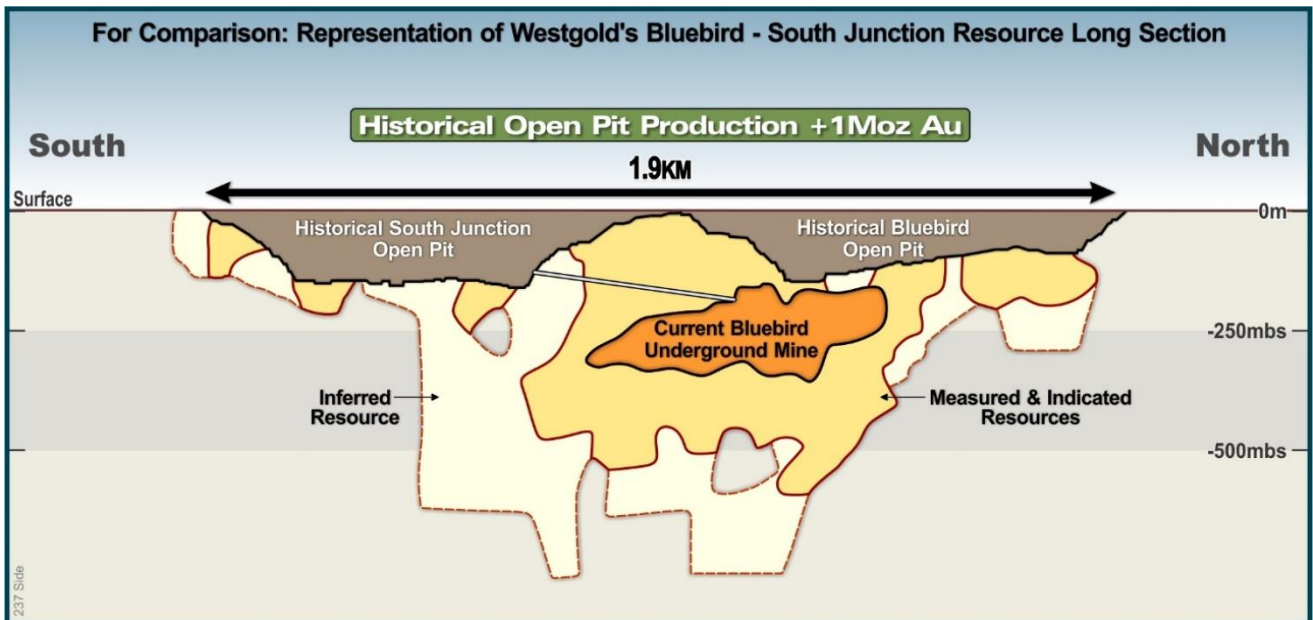 For Comparison: Representation of Westgold's Bluebird - South Junction Resource Long Section
Historical Open Pit Production +1Moz Au
South
North
1.9KM
Surface
0m
Historical South Junction
Open Pit
Historical Bluebird
Open Pit
-250mbs
Current Bluebird
Underground Mine
Inferred
Resource
Measured & Indicated
Resources
-500mbs
237 Side